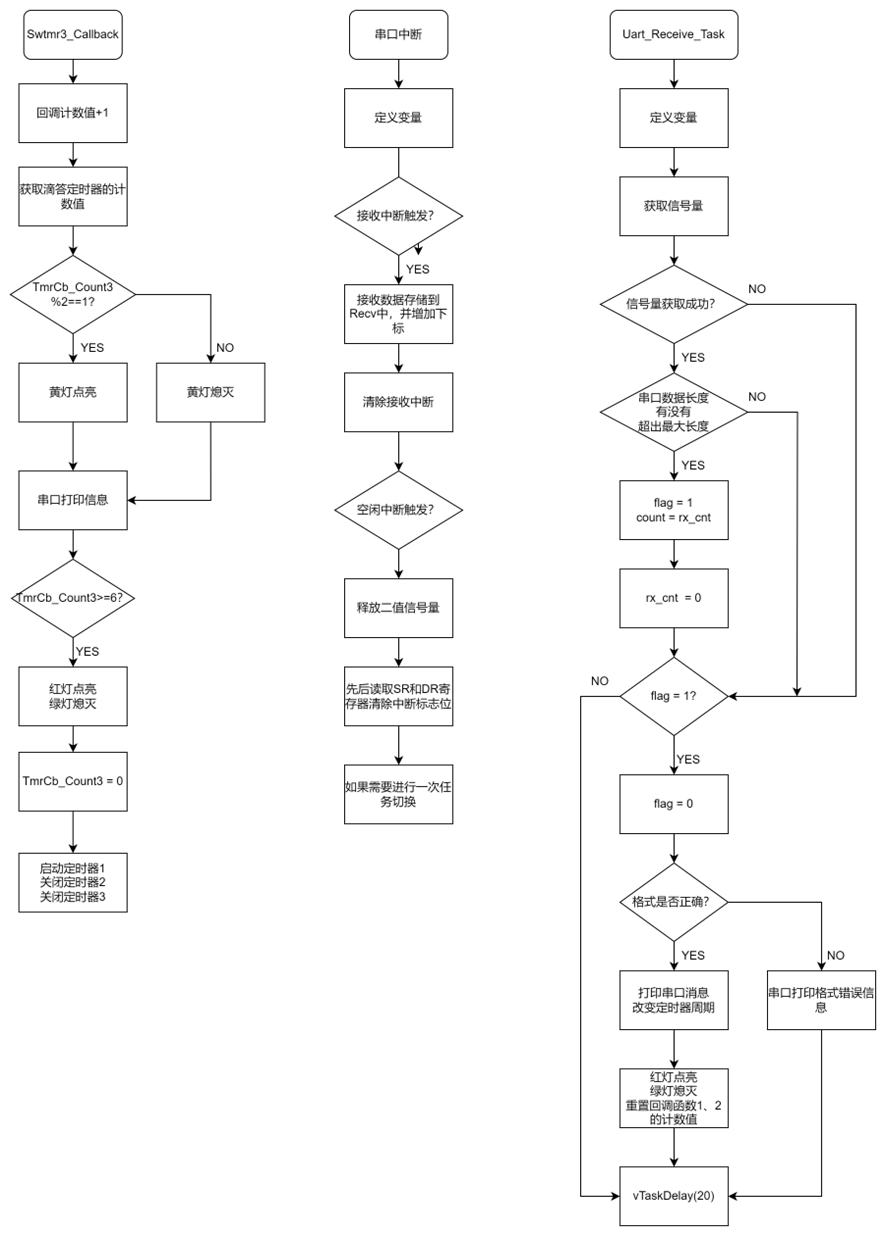 Swtmr3_Callback
回调计数值+1
获取滴答定时器的计
数值
TmrCb_Count3
%2==1?
YES
NO
黄灯点亮
黄灯熄灭
串口打印信息
TmrCb_Count3>=6?
YES
红灯点亮
绿灯熄灭
TmrCb_Count3 = 0
启动定时器1
关闭定时器2
关闭定时器3
串口中断
定义变量
接收中断触发?
YES
接收数据存储到
Recv中，并增加下
标
清除接收中断
空闲中断触发?
释放二值信号量
先后读取SR和DR寄
存器清除中断标志位
如果需要进行一次任
务切换
Uart_Receive_Task
定义变量
获取信号量
信号量获取成功?
NO
YES
串口数据长度
有没有
超出最大长度
NO
YES
flag = 1
count = rx_cnt
rx_cnt = 0
flag = 1?
NO
YES
flag = 0
格式是否正确?
YES
NO
打印串口消息
改变定时器周期
串口打印格式错误信
息
红灯点亮
绿灯熄灭
重置回调函数1、2
的计数值
vTaskDelay(20)